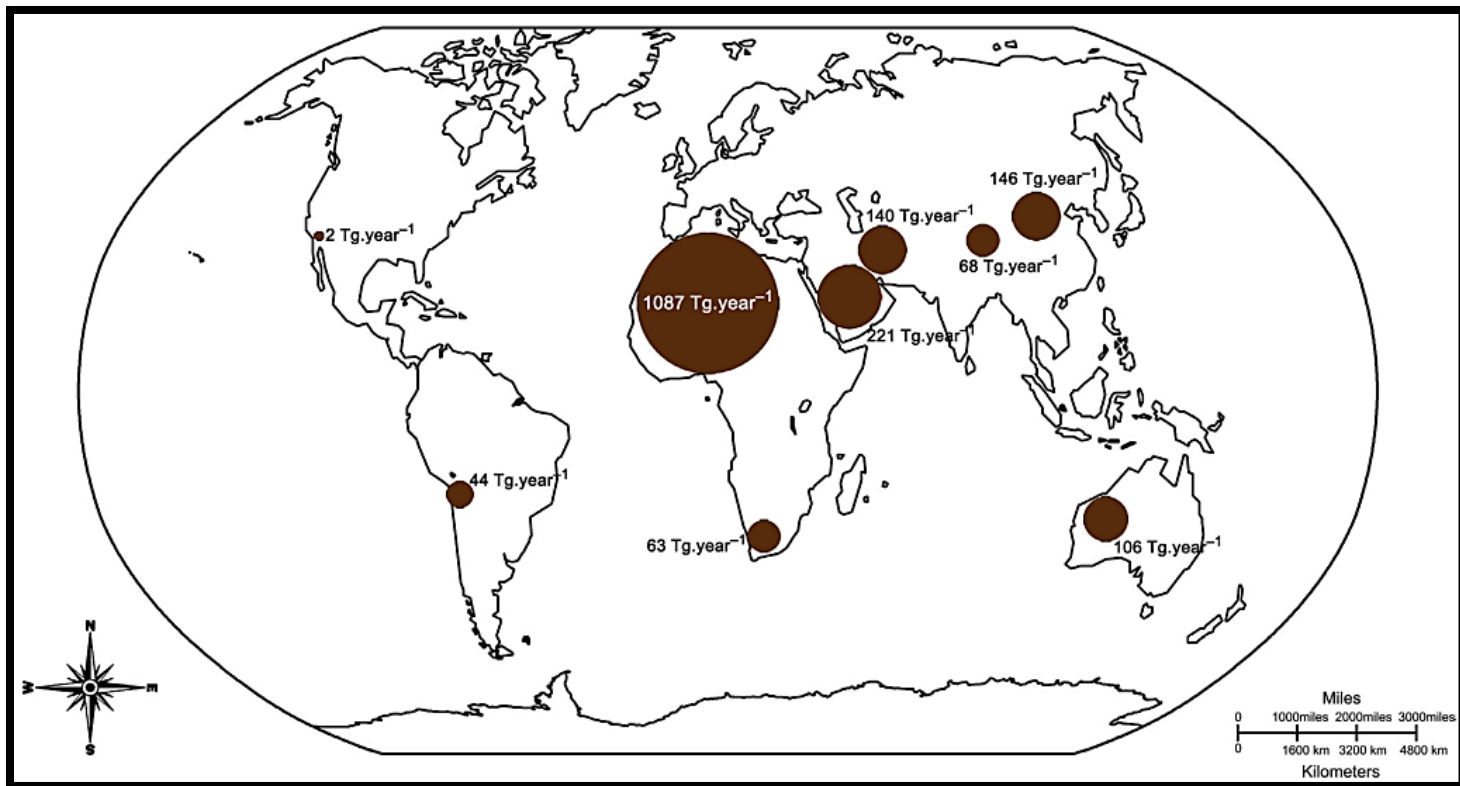 146 Tg.year⁻¹
140 Tg.year⁻¹
2 Tg.year⁻¹
68 Tg.year⁻¹
1087 Tg.year⁻¹
221 Tg.year⁻¹
44 Tg.year⁻¹
63 Tg.year⁻¹
106 Tg.year⁻¹
N
W E
S
Miles
0 1000miles 2000miles 3000miles
0 1600 km 3200 km 4800 km
Kilometers